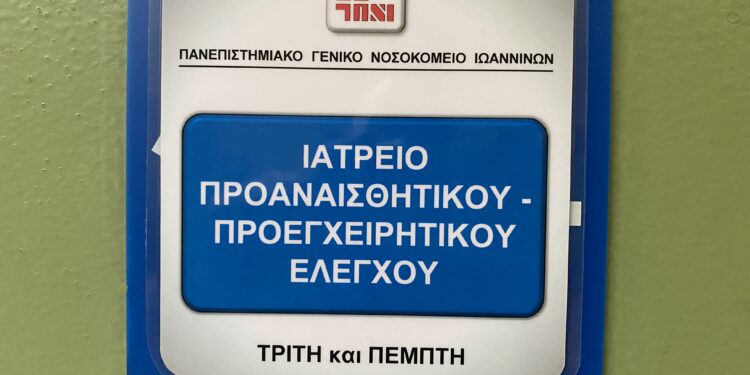 ΠΑΝΕΠΙΣΤΗΜΙΑΚΟ ΓΕΝΙΚΟ ΝΟΣΟΚΟΜΕΙΟ ΙΩΑΝΝΙΝΩΝ
ΙΑΤΡΕΙΟ
ΠΡΟΑΝΑΙΣΘΗΤΙΚΟΥ -
ΠΡΟΕΓΧΕΙΡΗΤΙΚΟΥ
ΕΛΕΓΧΟΥ
ΤΡΙΤΗ και ΠΕΜΠΤΗ